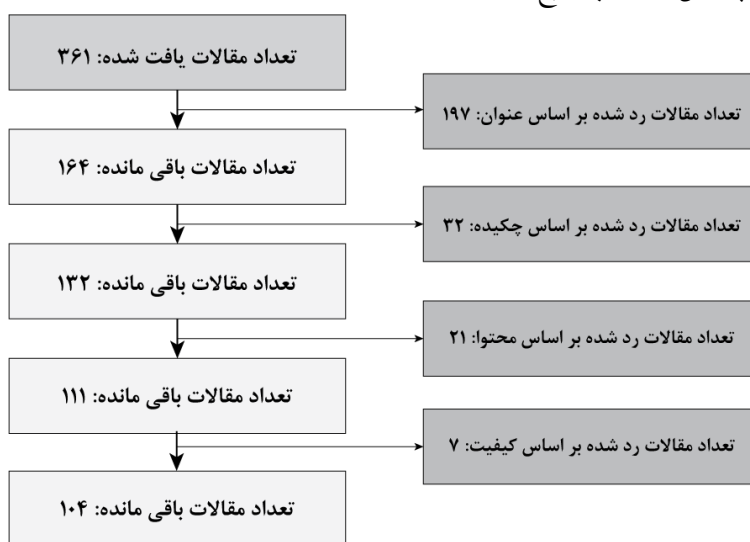 تعداد مقالات یافت شده: ۳۶۱
تعداد مقالات رد شده بر اساس عنوان: ۱۹۷
تعداد مقالات باقی مانده: ۱۶۴
تعداد مقالات رد شده بر اساس چکیده: ۳۲
تعداد مقالات باقی مانده: ۱۳۲
تعداد مقالات رد شده بر اساس محتوا: ۲۱
تعداد مقالات باقی مانده: ۱۱۱
تعداد مقالات رد شده بر اساس کیفیت: ۷
تعداد مقالات باقی مانده: ۱۰۴